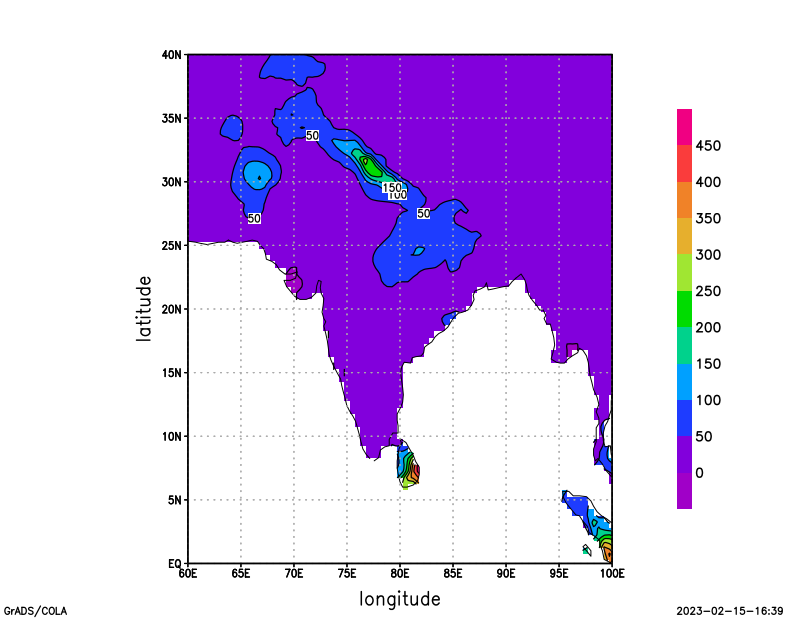 40N
35N
30N
25N
20N
15N
10N
5N
EQ
latitude
60E 65E 70E 75E 80E 85E 90E 95E 100E
longitude
50
150
100
50
50
450
400
350
300
250
200
150
100
50
0
GrADS/COLA
2023-02-15-16:39